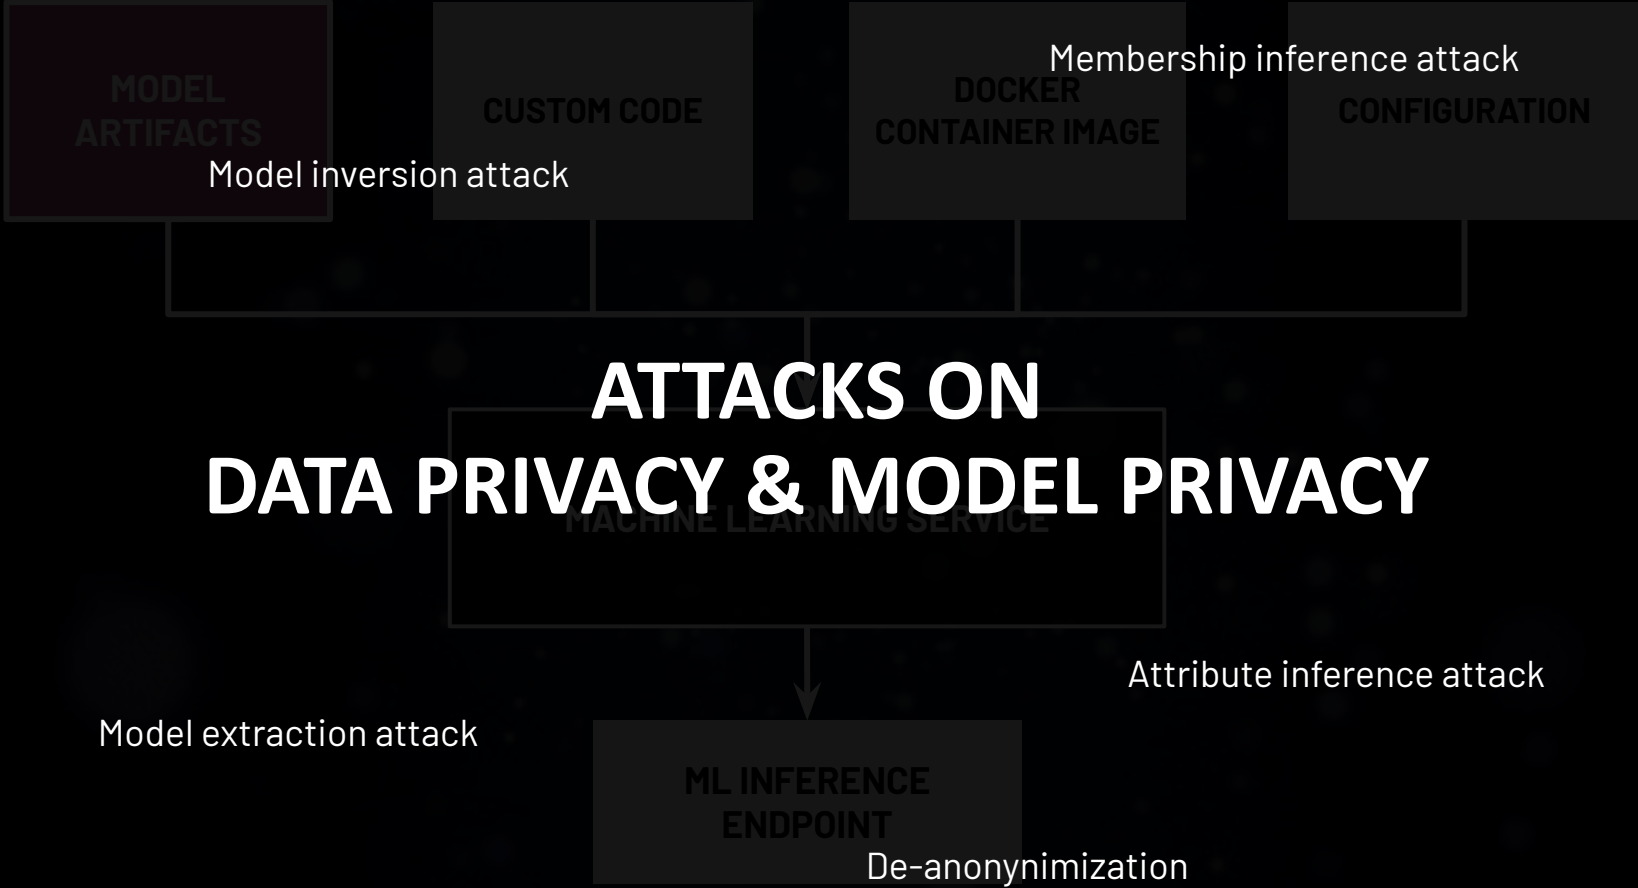 Membership inference attack
MODEL
ARTIFACTS
CUSTOM CODE
DOCKER
CONTAINER IMAGE
CONFIGURATION
Model inversion attack
ATTACKS ON
DATA PRIVACY & MODEL PRIVACY
MACHINE LEARNING SERVICE
Attribute inference attack
Model extraction attack
ML INFERENCE
ENDPOINT
De-anonynimization